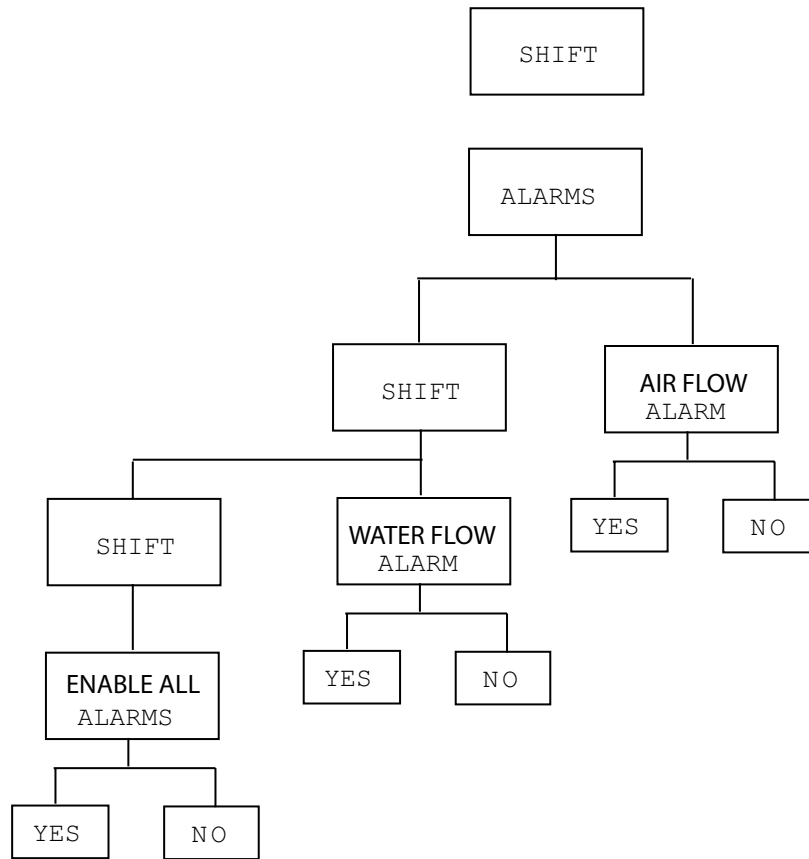 SHIFT
ALARMS
SHIFT
AIR FLOW
ALARM
SHIFT
WATER FLOW
ALARM
YES
NO
ENABLE ALL
ALARMS
YES
NO
YES
NO